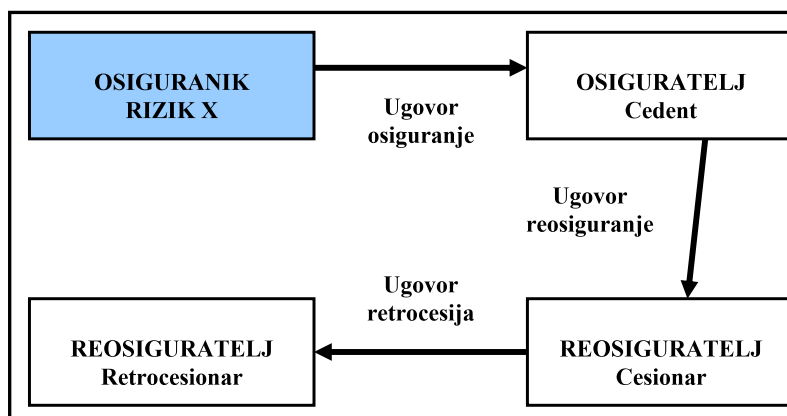 OSIGURANIK
RIZIK X
Ugovor
osiguranje
OSIGURATELJ
Cedent
Ugovor
reosiguranje
Ugovor
retrocesija
REOSIGURATELJ
Retrocesionar
REOSIGURATELJ
Cesionar